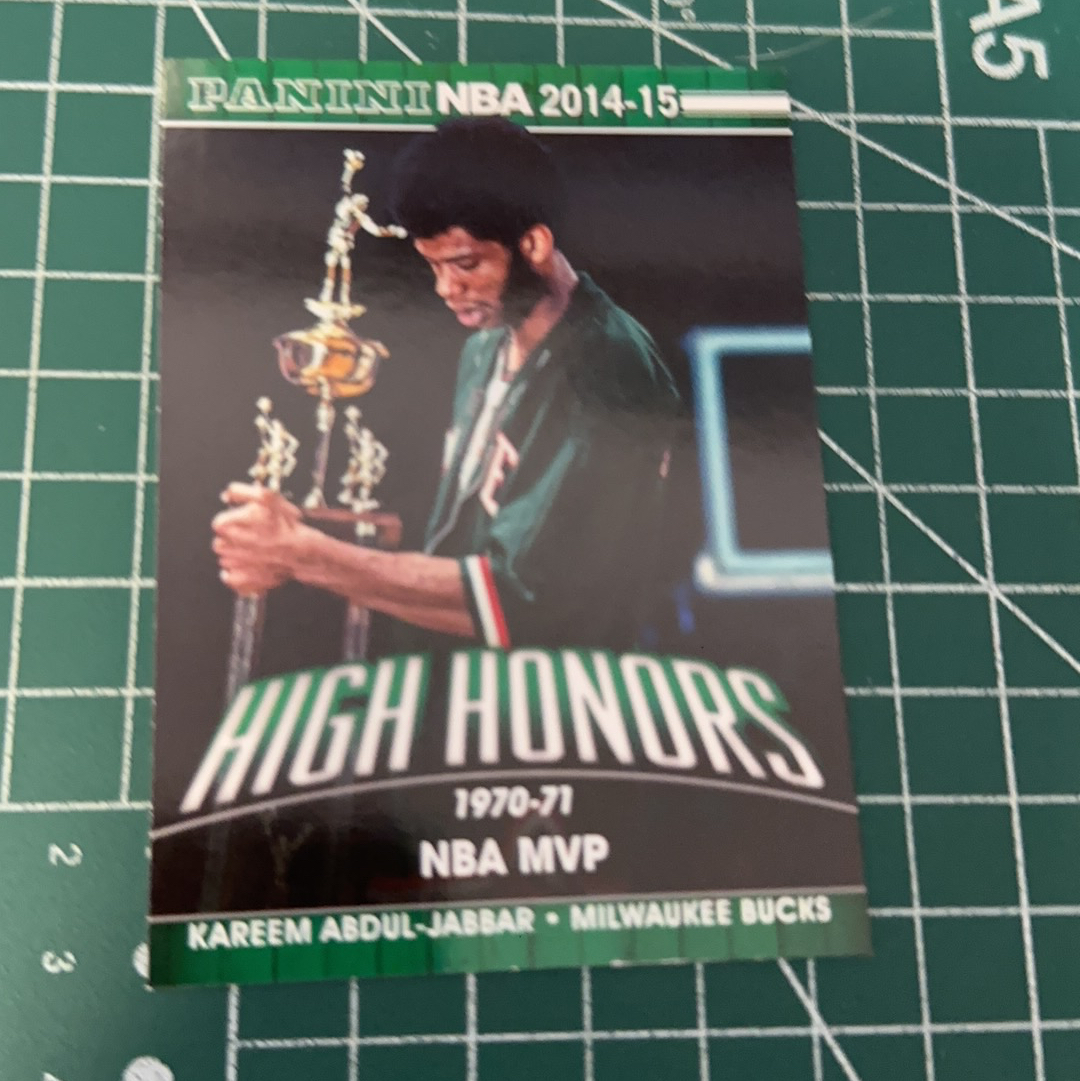 A5
PANINI NBA 2014-15
E
HIGH HONORS
1970-71
NBA MVP
KAREEM ABDUL-JABBAR • MILWAUKEE BUCKS
2
3